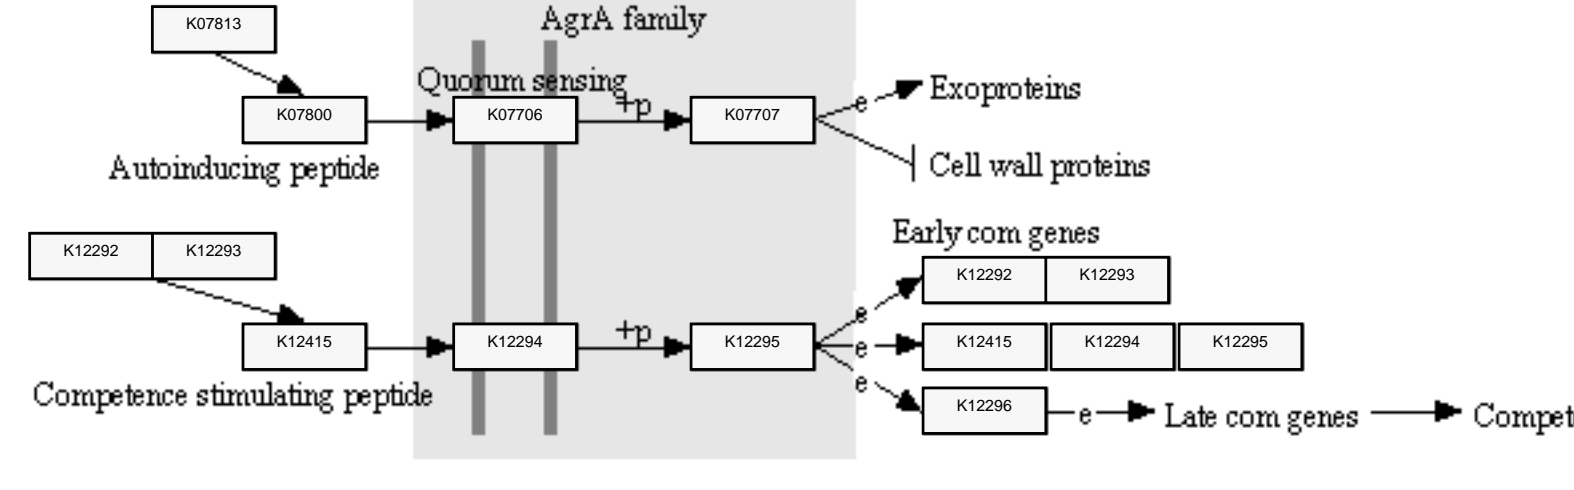 AgrA family
K07813
Quorum sensing
K07800
K07706
+p
K07707
e
Exoproteins
Autoinducing peptide
Cell wall proteins
K12292
K12293
Early com genes
K12292
K12293
e
K12415
K12294
+p
K12295
e
K12415
K12294
K12295
Competence stimulating peptide
e
K12296
e
Late com genes
Compet